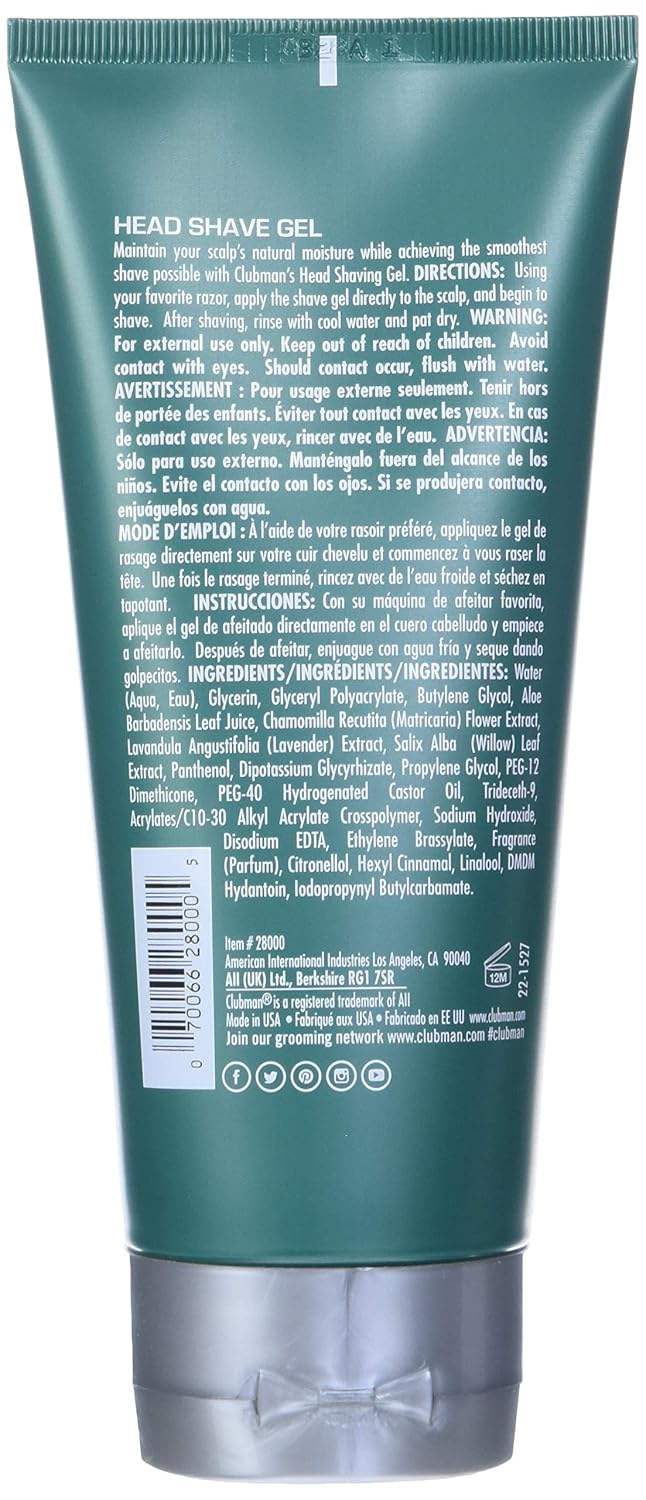 HEAD SHAVE GEL
Maintain your scalp's natural moisture while achieving the smoothest
shave possible with Clubman's Head Shaving Gel. DIRECTIONS: Using
your favorite razor, apply the shave gel directly to the scalp, and begin to
shave. After shaving, rinse with cool water and pat dry. WARNING:
For external use only. Keep out of reach of children. Avoid
contact with eyes. Should contact occur, flush with water.
AVERTISSEMENT : Pour usage externe seulement. Tenir hors
de portée des enfants. Éviter tout contact avec les yeux. En cas
de contact avec les yeux, rincer avec de l'eau. ADVERTENCIA:
Sólo para uso externo. Manténgalo fuera del alcance de los
niños. Evite el contacto con los ojos. Si se produjera contacto,
enjuáguelos con agua.
MODE D'EMPLOI : À l'aide de votre rasoir préféré, appliquez le gel de
rasage directement sur votre cuir chevelu et commencez à vous raser la
tête. Une fois le rasage terminé, rincez avec de l'eau froide et séchez en
tapotant. INSTRUCCIONES: Con su máquina de afeitar favorita,
aplique el gel de afeitado directamente en el cuero cabelludo y empiece
a afeitarlo. Después de afeitar, enjuague con agua fría y seque dando
golpecitos. INGREDIENTS/INGRÉDIENTS/INGREDIENTES: Water
(Aqua, Eau), Glycerin, Glyceryl Polyacrylate, Butylene Glycol, Aloe
Barbadensis Leaf Juice, Chamomilla Recutita (Matricaria) Flower Extract,
Lavandula Angustifolia (Lavender) Extract, Salix Alba (Willow) Leaf
Extract, Panthenol, Dipotassium Glycyrhizate, Propylene Glycol, PEG-12
Dimethicone, PEG-40 Hydrogenated Castor Oil, Trideceth-9,
Acrylates/C10-30 Alkyl Acrylate Crosspolymer, Sodium Hydroxide,
Disodium EDTA, Ethylene Brassylate, Fragrance
(Parfum), Citronellol, Hexyl Cinnamal, Linalool, DMDM
Hydantoin, Iodopropynyl Butylcarbamate.
0 70066 28000 5
Item # 28000
American International Industries Los Angeles, CA 90040
AII (UK) Ltd., Berkshire RG1 7SR
Clubman® is a registered trademark of AII
Made in USA • Fabriqué aux USA • Fabricado en EE UU www.clubman.com
Join our grooming network www.clubman.com #clubman
12M
22-1527